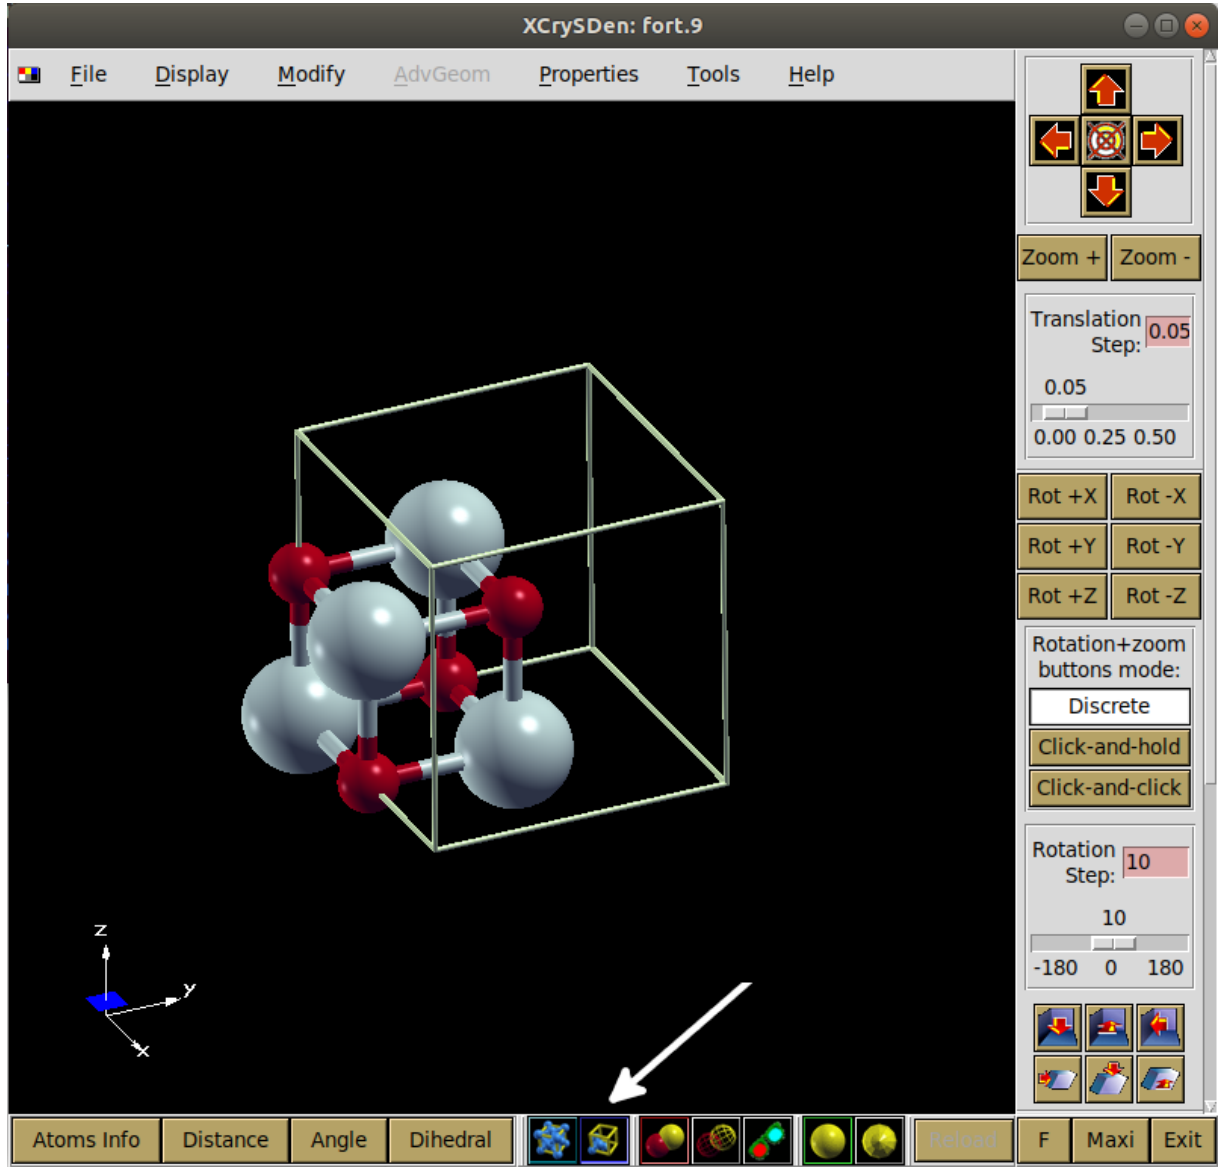 XCrySDen: fort.9
File Display Modify AdvGeom Properties Tools Help
Zoom + Zoom -
Translation
Step: 0.05
0.05
0.00 0.25 0.50
Rot +X Rot -X
Rot +Y Rot -Y
Rot +Z Rot -Z
Rotation+zoom
buttons mode:
Discrete
Click-and-hold
Click-and-click
Rotation
Step: 10
10
-180 0 180
z
y
x
Atoms Info Distance Angle Dihedral Reload F Maxi Exit